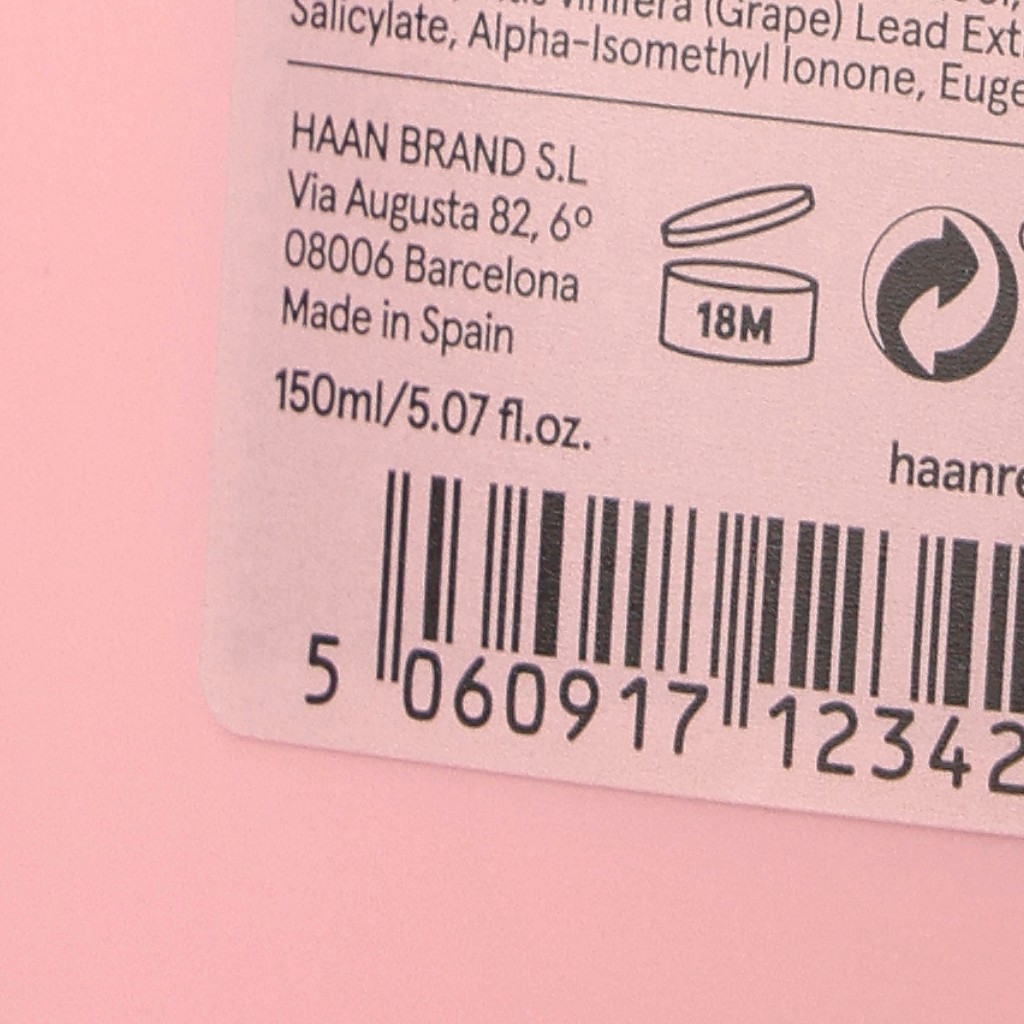 vinifera (Grape) Lead Ext
Salicylate, Alpha-Isomethyl Ionone, Euge
HAAN BRAND S.L
Via Augusta 82, 6º
08006 Barcelona
Made in Spain
18M
150ml/5.07 fl.oz.
haanre
5 060917 12342